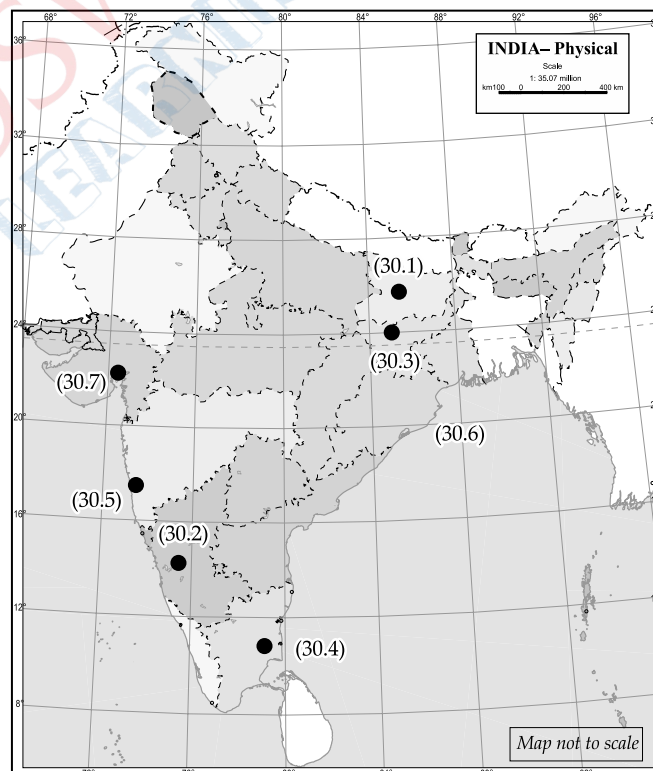 68° 72° 76° 80° 84° 88° 92° 96°
36°
INDIA– Physical
Scale
1: 35.07 million
km100 0 200 400 km
LEARNI
32°
28°
(30.1)
24°
(30.3)
(30.7)
20°
(30.6)
(30.5)
16°
(30.2)
12°
(30.4)
8°
Map not to scale